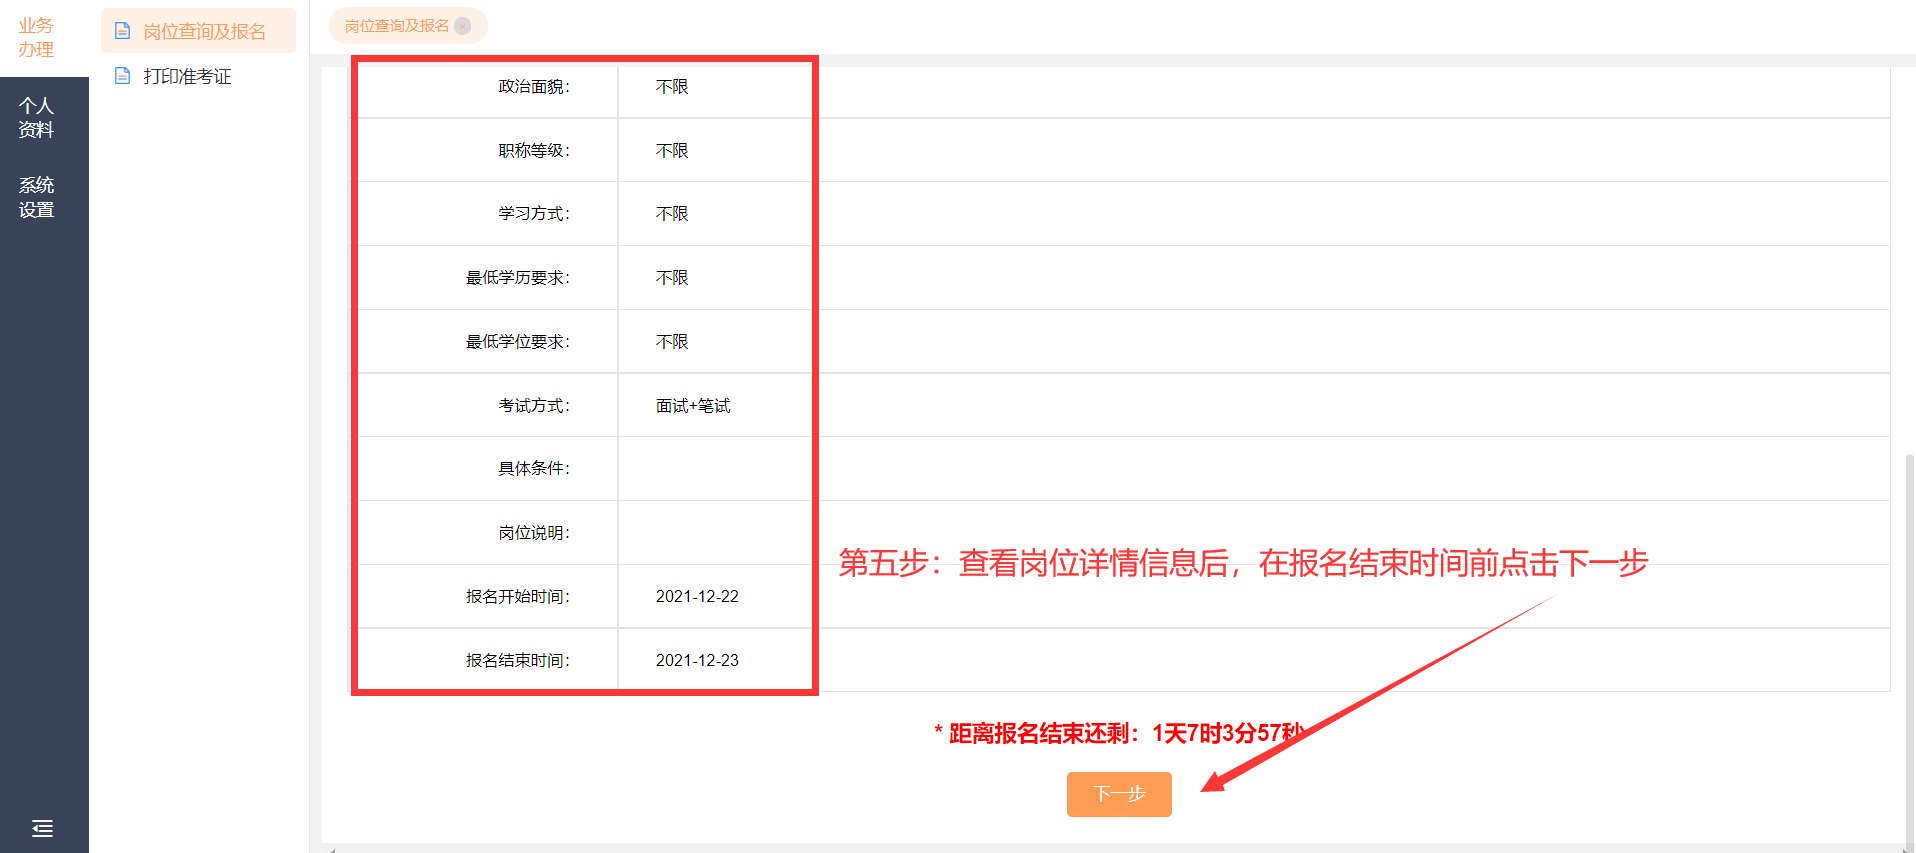 业务
办理
个人
资料
系统
设置
岗位查询及报名
打印准考证
岗位查询及报名
政治面貌： 不限
职称等级： 不限
学习方式： 不限
最低学历要求： 不限
最低学位要求： 不限
考试方式： 面试+笔试
具体条件：
岗位说明：
第五步：查看岗位详情信息后，在报名结束时间前点击下一步
报名开始时间： 2021-12-22
报名结束时间： 2021-12-23
* 距离报名结束还剩：1天7时3分57秒
下一步